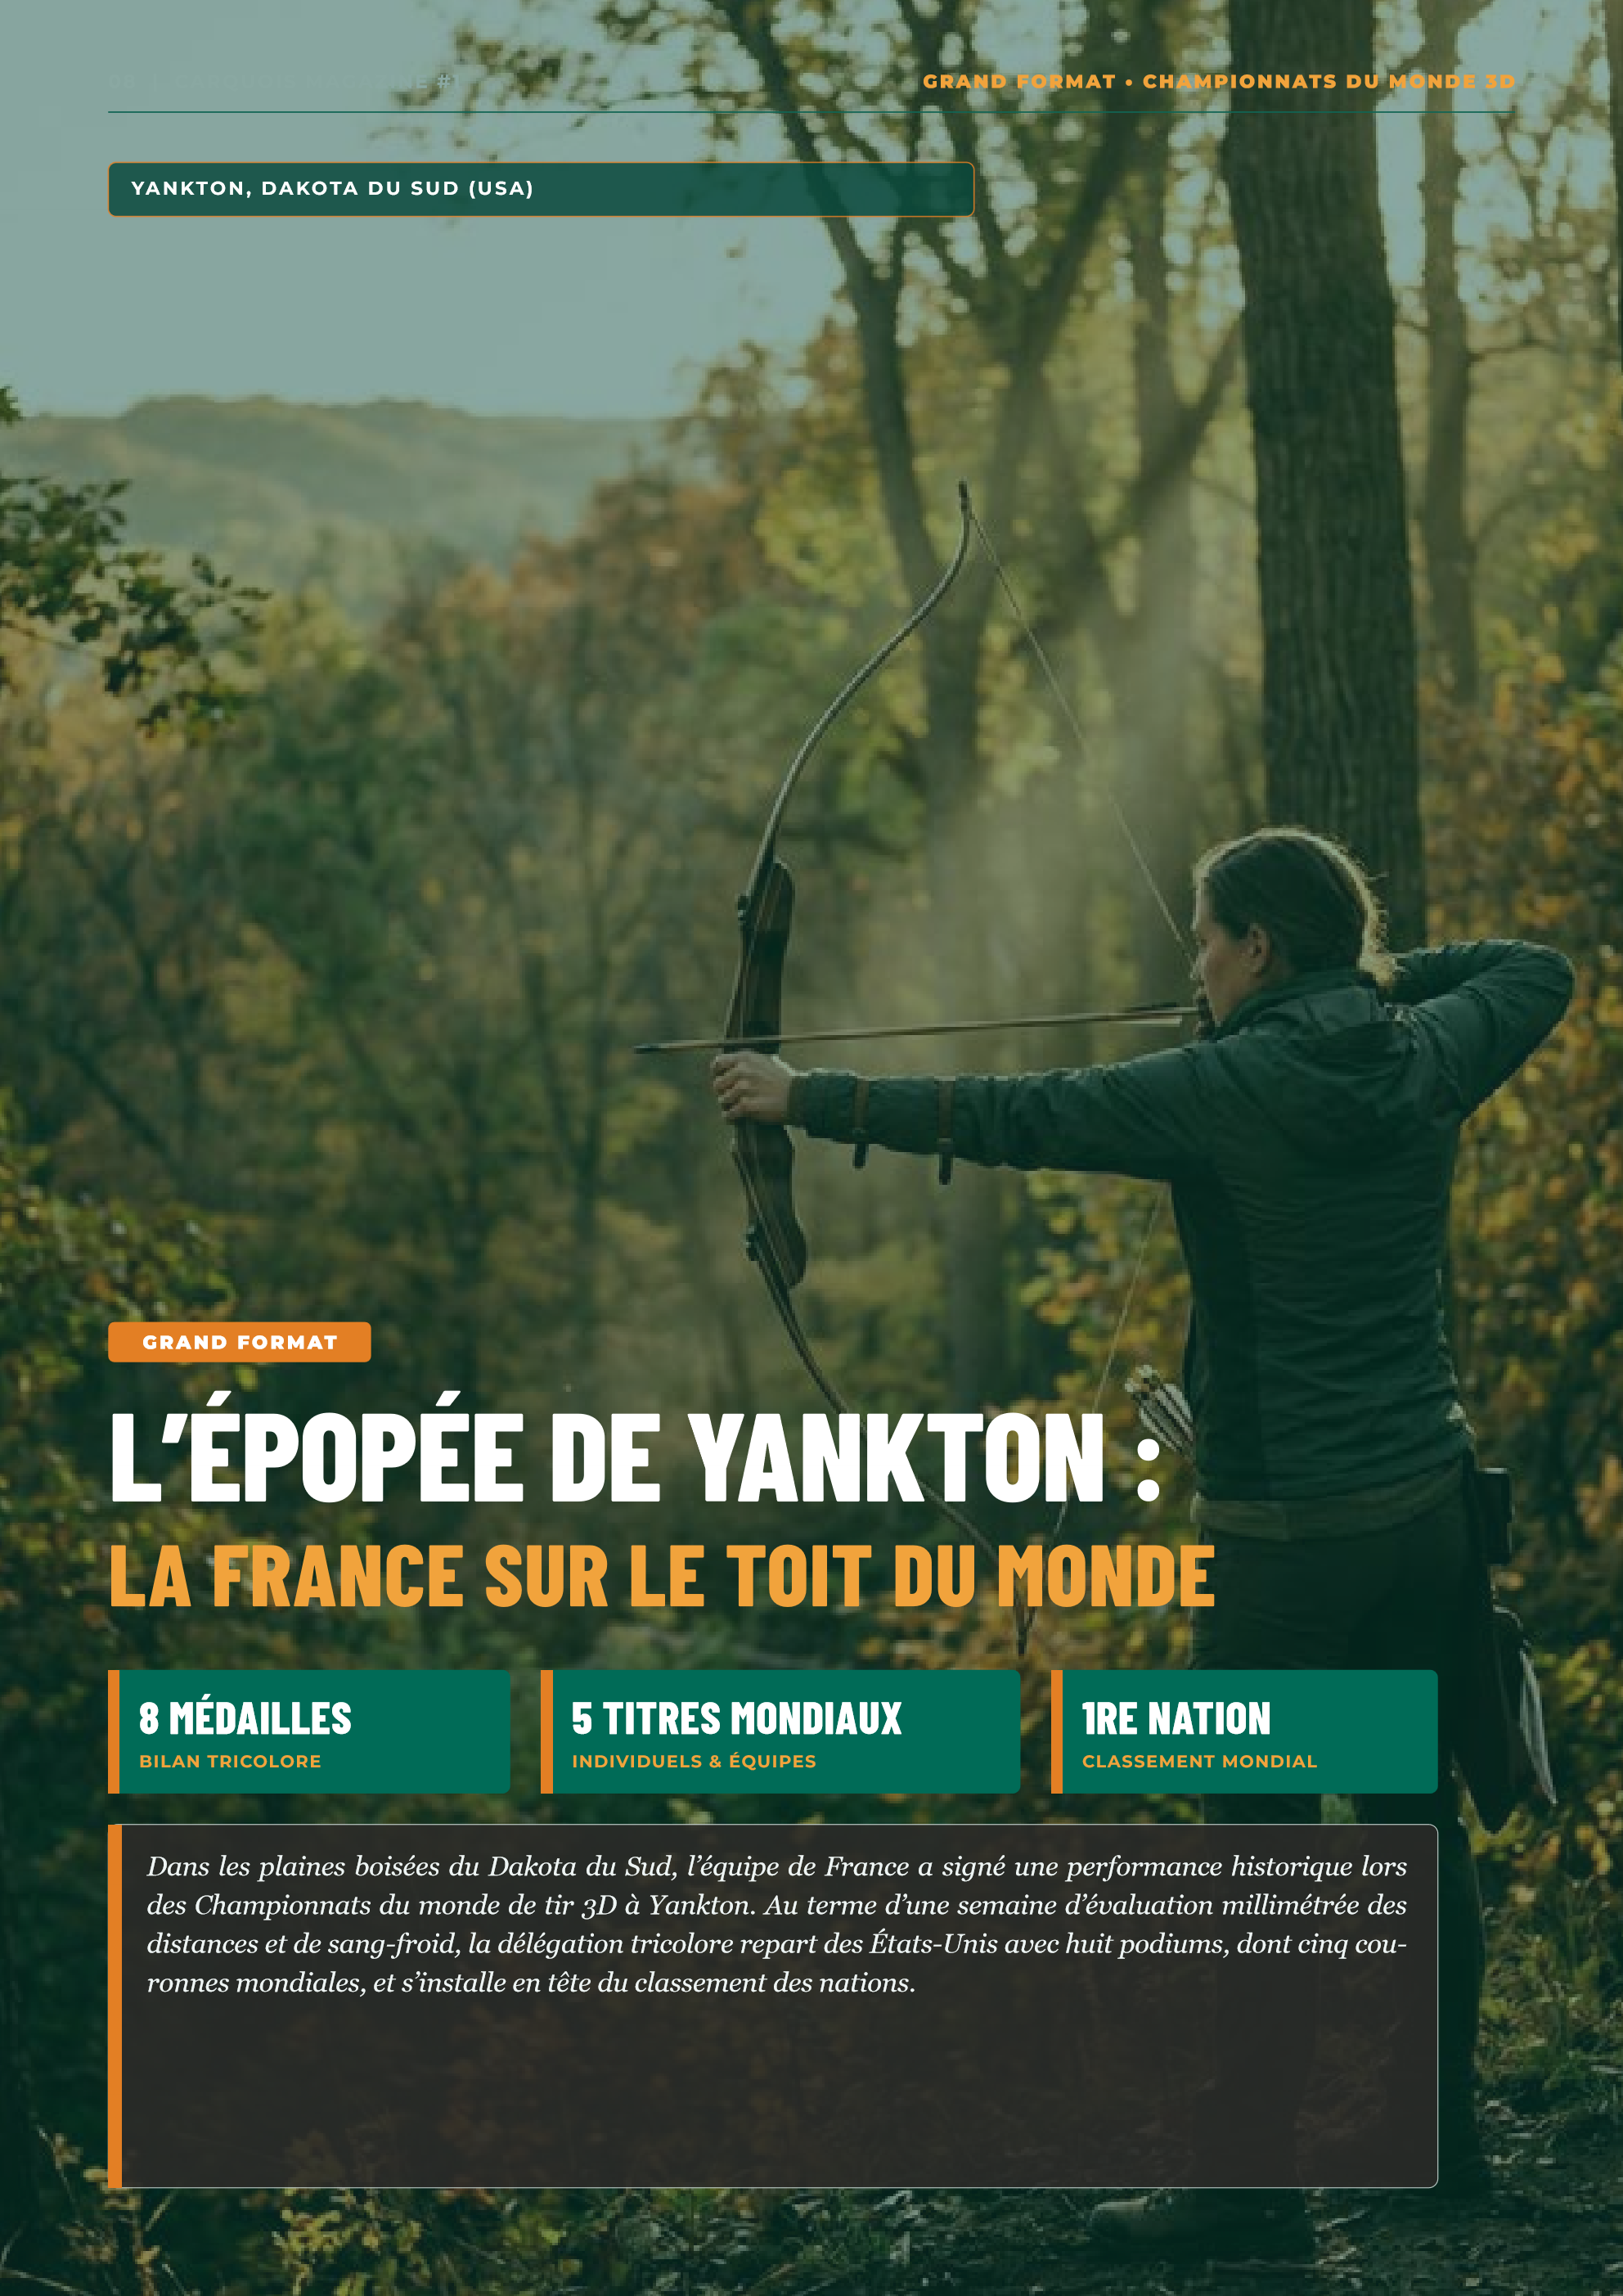 GRAND FORMAT • CHAMPIONNATS DU MONDE 3D
YANKTON, DAKOTA DU SUD (USA)
GRAND FORMAT
L'ÉPOPÉE DE YANKTON :
LA FRANCE SUR LE TOIT DU MONDE
8 MÉDAILLES
BILAN TRICOLORE
5 TITRES MONDIAUX
INDIVIDUELS & ÉQUIPES
1RE NATION
CLASSEMENT MONDIAL
Dans les plaines boisées du Dakota du Sud, l'équipe de France a signé une performance historique lors
des Championnats du monde de tir 3D à Yankton. Au terme d'une semaine d'évaluation millimétrée des
distances et de sang-froid, la délégation tricolore repart des États-Unis avec huit podiums, dont cinq cou-
ronnes mondiales, et s'installe en tête du classement des nations.